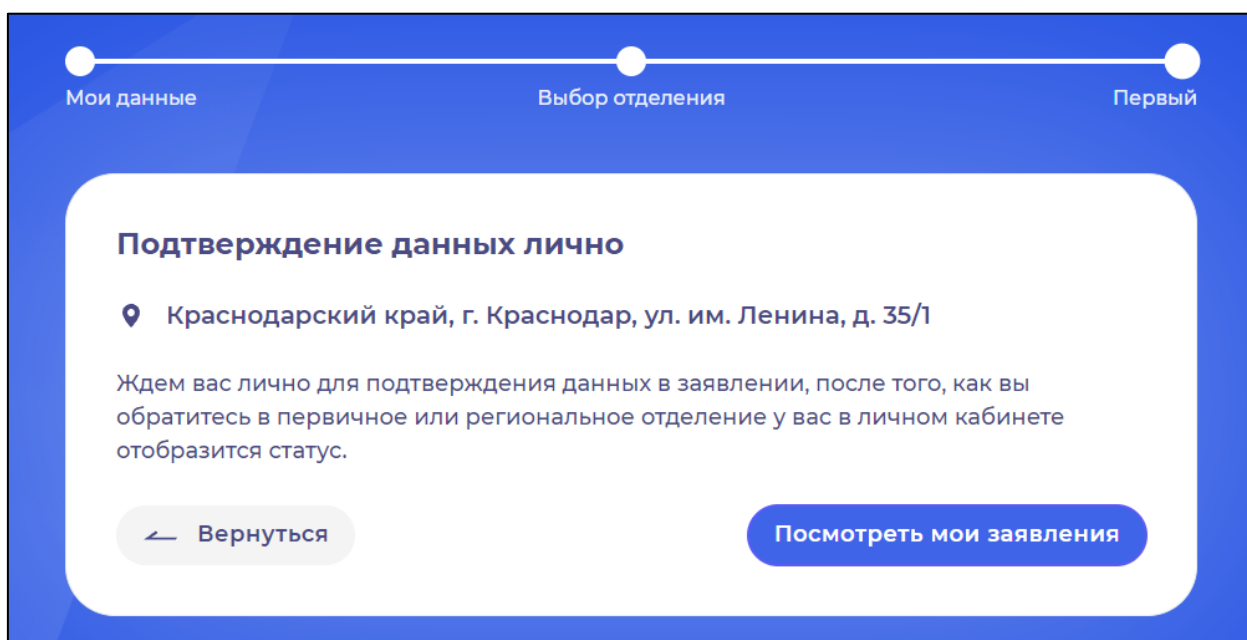 Мои данные
Выбор отделения
Первый
Подтверждение данных лично
Краснодарский край, г. Краснодар, ул. им. Ленина, д. 35/1
Ждем вас лично для подтверждения данных в заявлении, после того, как вы
обратитесь в первичное или региональное отделение у вас в личном кабинете
отобразится статус.
Вернуться
Посмотреть мои заявления